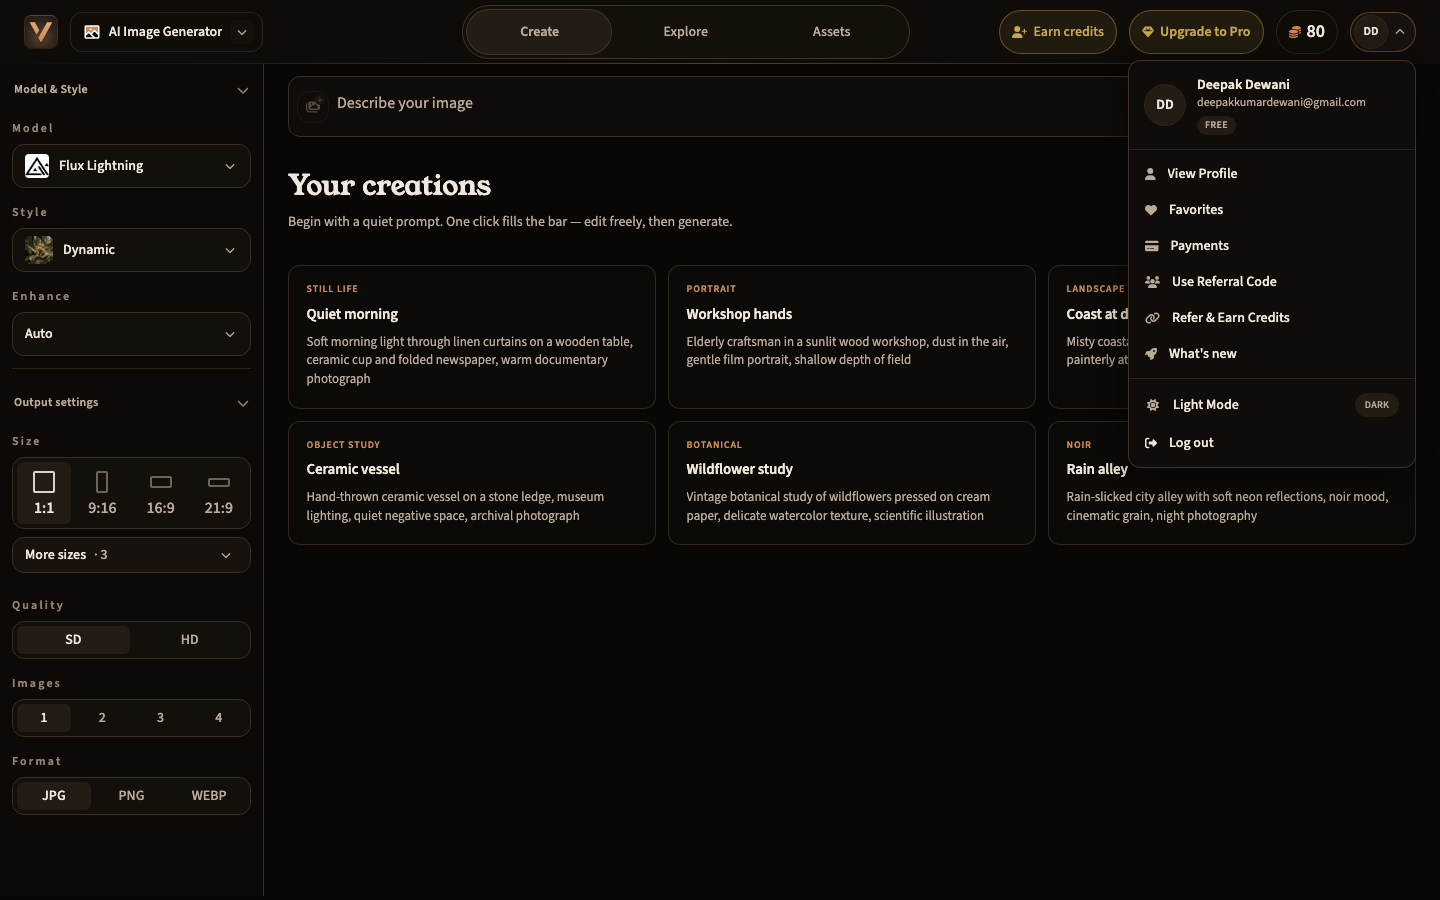 AI Image Generator
Create
Explore
Assets
Earn credits
Upgrade to Pro
80
DD
Model & Style
Model
Flux Lightning
Style
Dynamic
Enhance
Auto
Output settings
Size
1:1
9:16
16:9
21:9
More sizes · 3
Quality
SD
HD
Images
1
2
3
4
Format
JPG
PNG
WEBP
Describe your image
Your creations
Begin with a quiet prompt. One click fills the bar — edit freely, then generate.
STILL LIFE
Quiet morning
Soft morning light through linen curtains on a wooden table,
ceramic cup and folded newspaper, warm documentary
photograph
PORTRAIT
Workshop hands
Elderly craftsman in a sunlit wood workshop, dust in the air,
gentle film portrait, shallow depth of field
LANDSCAPE
Coast at
Misty
painterly
OBJECT STUDY
Ceramic vessel
Hand-thrown ceramic vessel on a stone ledge, museum
lighting, quiet negative space, archival photograph
BOTANICAL
Wildflower study
Vintage botanical study of wildflowers pressed on cream
paper, delicate watercolor texture, scientific illustration
NOIR
Rain alley
Rain-slicked city alley with soft neon reflections, noir mood,
cinematic grain, night photography
DD
Deepak Dewani
deepakkumardewani@gmail.com
FREE
View Profile
Favorites
Payments
Use Referral Code
Refer & Earn Credits
What's new
Light Mode
DARK
Log out